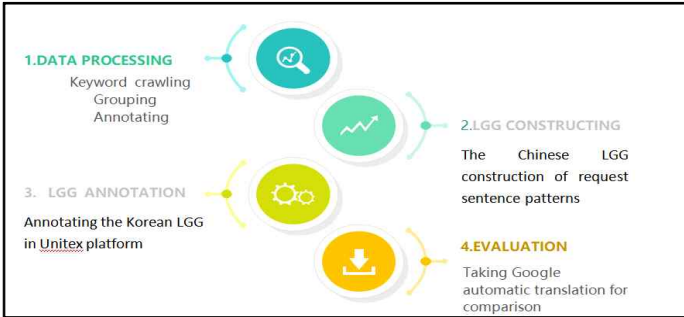 1.DATA PROCESSING
Keyword crawling
Grouping
Annotating
2.LGG CONSTRUCTING
The Chinese LGG
construction of request
sentence patterns
3. LGG ANNOTATION
Annotating the Korean LGG
in Unitex platform
4.EVALUATION
Taking Google
automatic translation for
comparison